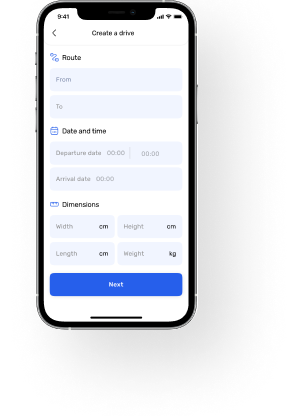 9:41
Create a drive
Route
From
To
Date and time
Departure data 00:00 00:00
Arrival date 00:00
Dimensions
Width cm Height cm
Length cm Weight kg
Next